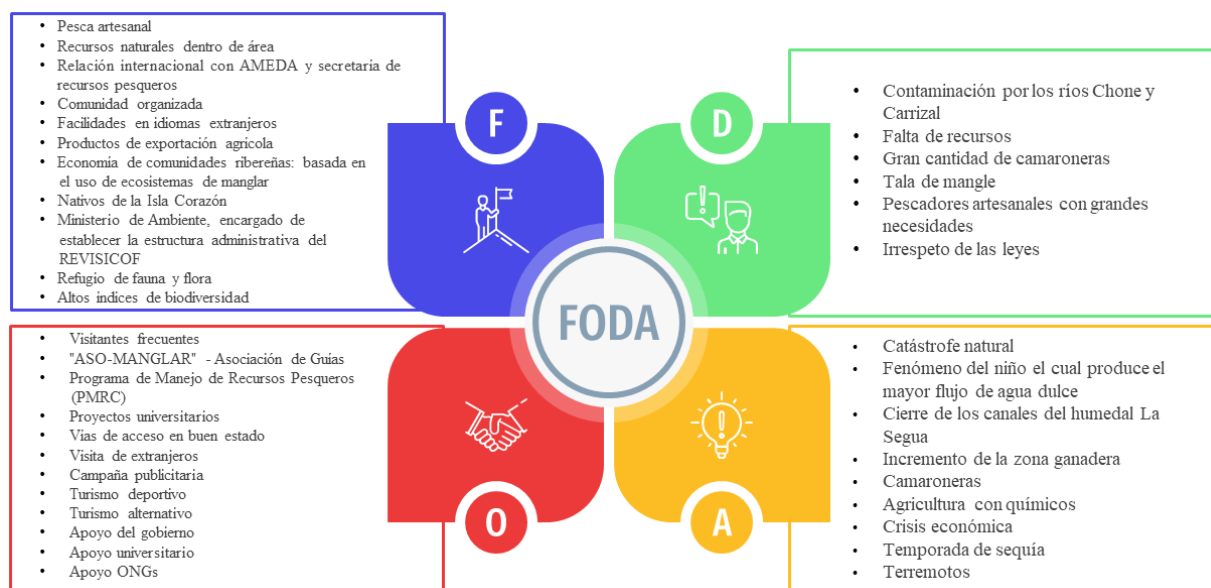 • Pesca artesanal
• Recursos naturales dentro de área
• Relación internacional con AMEDA y secretaria de
recursos pesqueros
• Comunidad organizada
• Facilidades en idiomas extranjeros
• Productos de exportación agricola
• Economia de comunidades ribereñas: basada en
el uso de ecosistemas de manglar
• Nativos de la Isla Corazón
• Ministerio de Ambiente, encargado de
establecer la estructura administrativa del
REVISICOF
• Refugio de fauna y flora
• Altos indices de biodiversidad
F
D
• Contaminación por los ríos Chone y
Carrizal
• Falta de recursos
• Gran cantidad de camaroneras
• Tala de mangle
• Pescadores artesanales con grandes
necesidades
• Irrespeto de las leyes
FODA
• Visitantes frecuentes
• "ASO-MANGLAR" - Asociación de Guías
• Programa de Manejo de Recursos Pesqueros
(PMRC)
• Proyectos universitarios
• Vias de acceso en buen estado
• Visita de extranjeros
• Campaña publicitaria
• Turismo deportivo
• Turismo alternativo
• Apoyo del gobierno
• Apoyo universitario
• Apoyo ONGs
O
A
• Catástrofe natural
• Fenómeno del niño el cual produce el
mayor flujo de agua dulce
• Cierre de los canales del humedal La
Segua
• Incremento de la zona ganadera
• Camaroneras
• Agricultura con químicos
• Crisis económica
• Temporada de sequía
• Terremotos